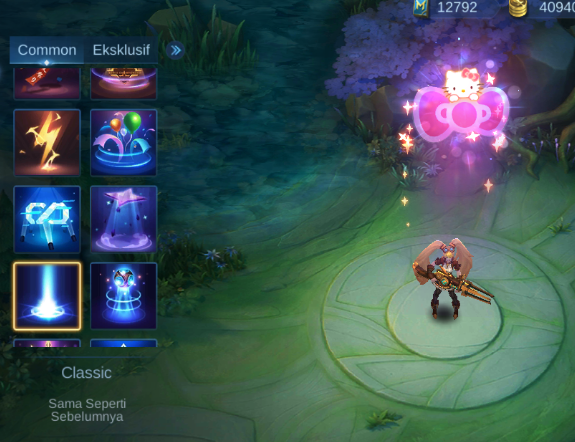 12792
40940
Common
Eksklusif
Classic
Sama Seperti
Sebelumnya